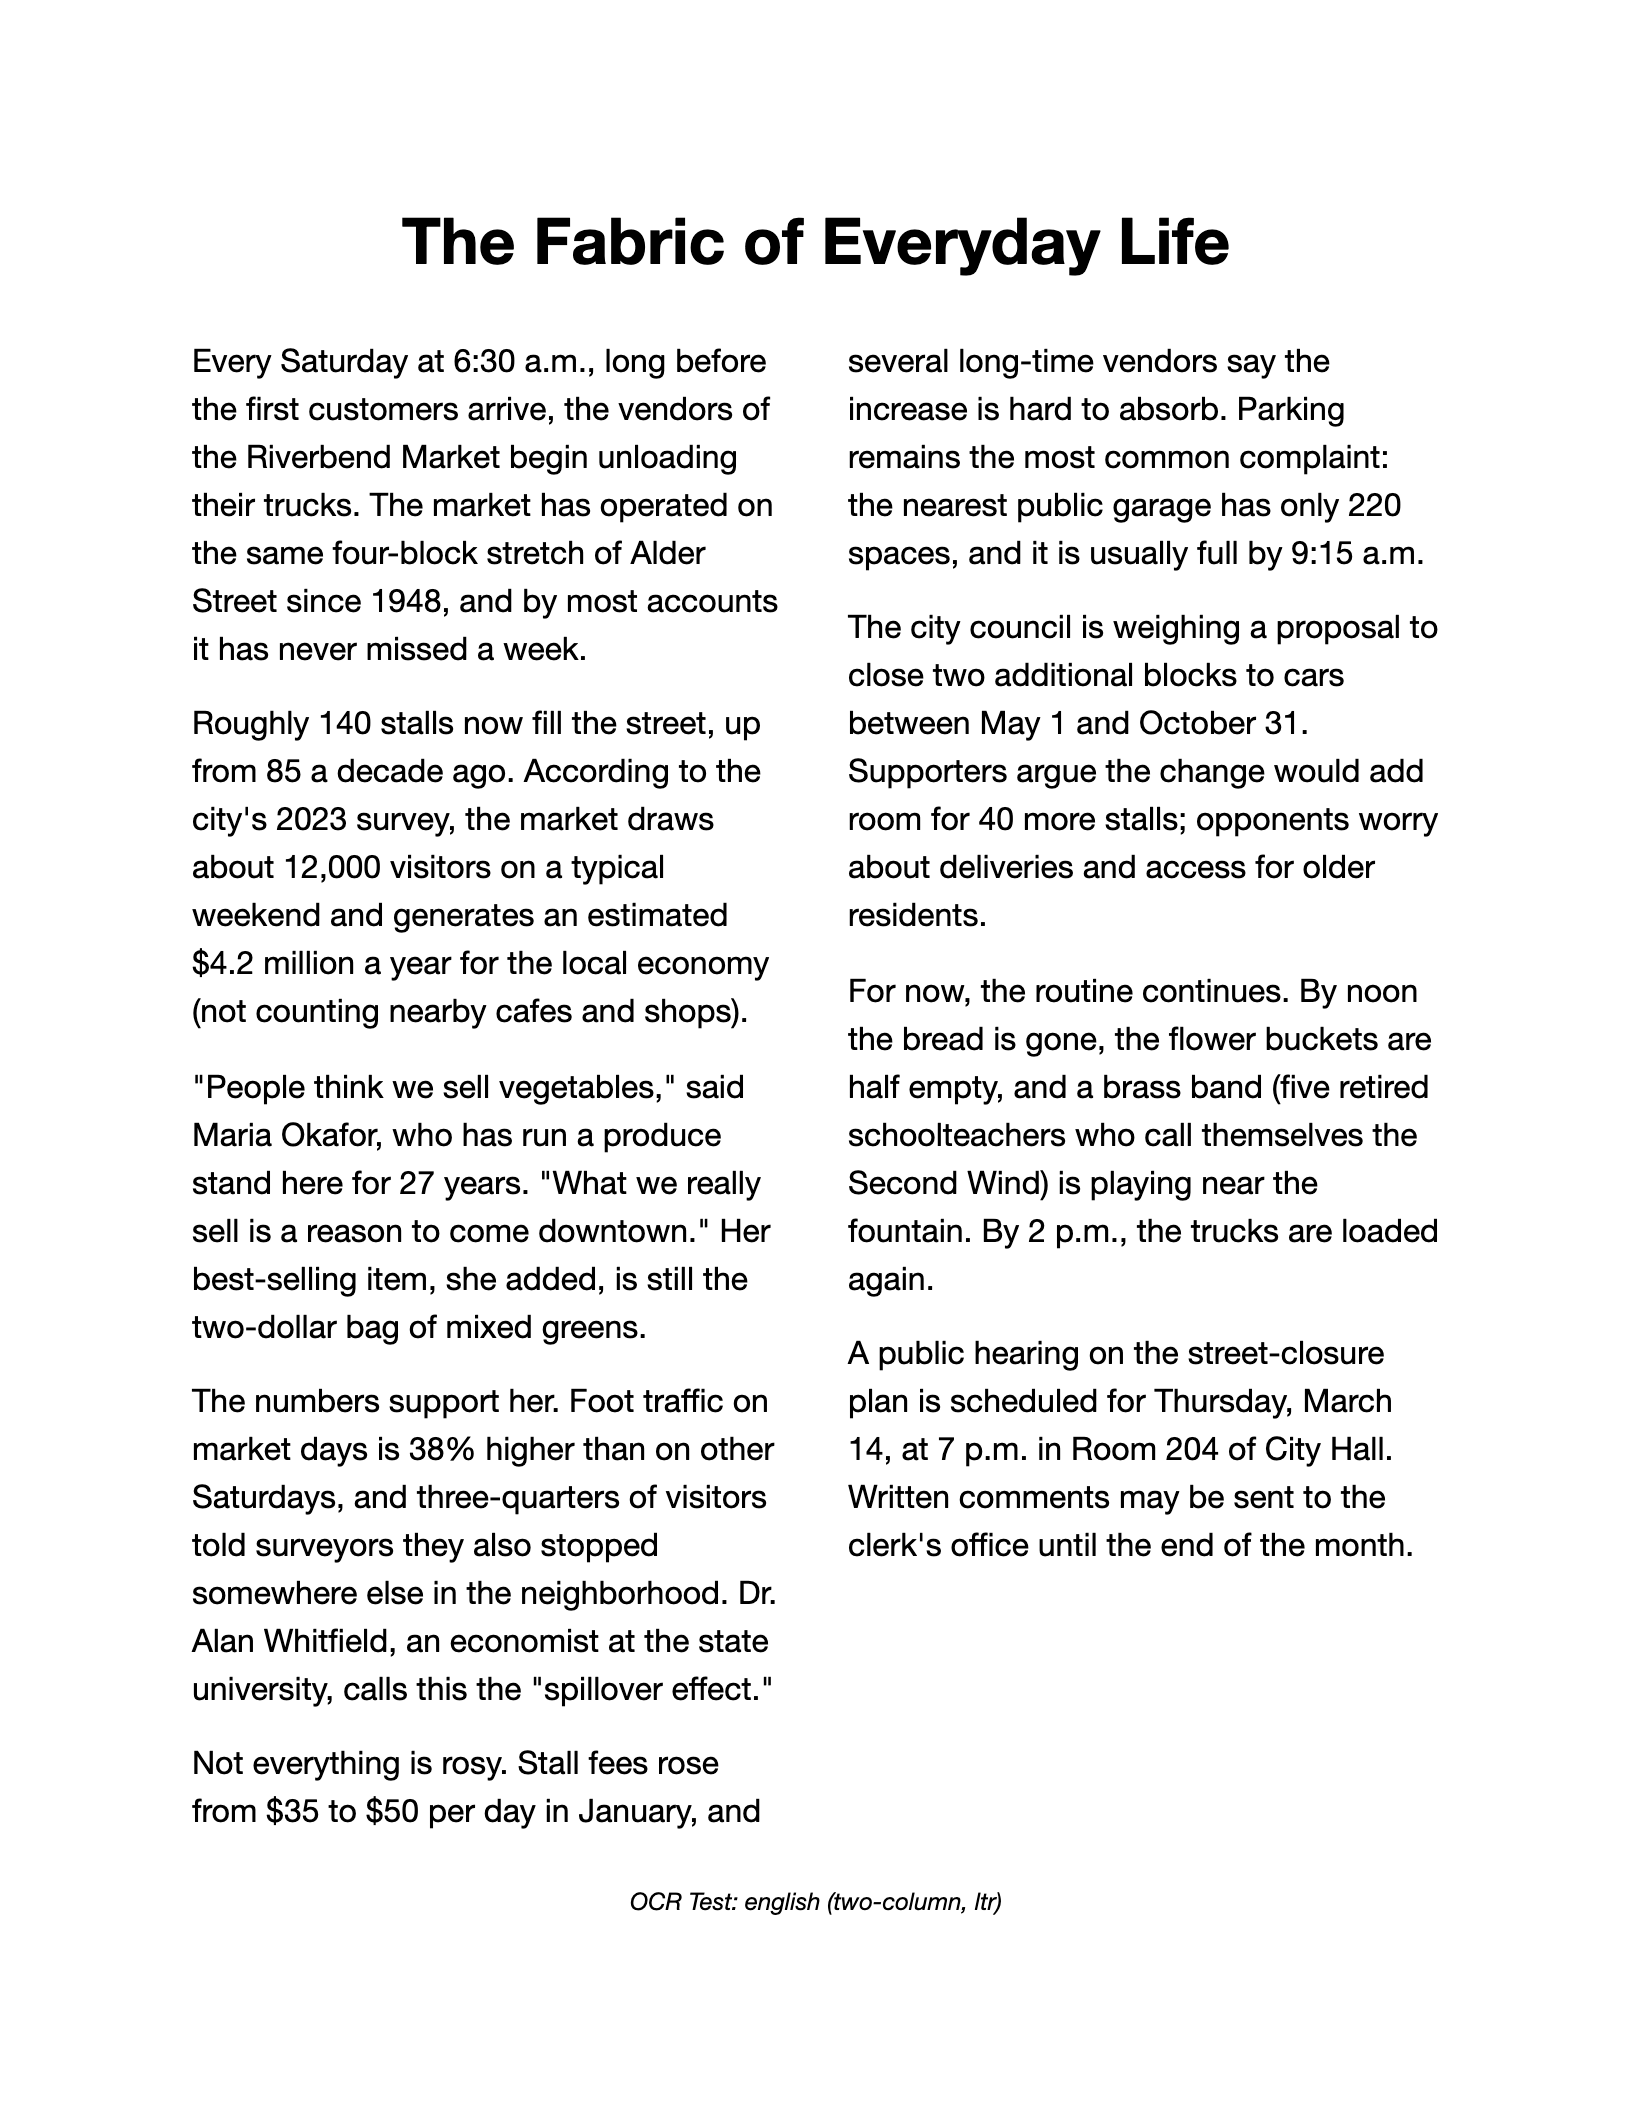 The Fabric of Everyday Life
Every Saturday at 6:30 a.m., long before
the first customers arrive, the vendors of
the Riverbend Market begin unloading
their trucks. The market has operated on
the same four-block stretch of Alder
Street since 1948, and by most accounts
it has never missed a week.
Roughly 140 stalls now fill the street, up
from 85 a decade ago. According to the
city's 2023 survey, the market draws
about 12,000 visitors on a typical
weekend and generates an estimated
$4.2 million a year for the local economy
(not counting nearby cafes and shops).
"People think we sell vegetables," said
Maria Okafor, who has run a produce
stand here for 27 years. "What we really
sell is a reason to come downtown." Her
best-selling item, she added, is still the
two-dollar bag of mixed greens.
The numbers support her. Foot traffic on
market days is 38% higher than on other
Saturdays, and three-quarters of visitors
told surveyors they also stopped
somewhere else in the neighborhood. Dr.
Alan Whitfield, an economist at the state
university, calls this the "spillover effect."
Not everything is rosy. Stall fees rose
from $35 to $50 per day in January, and
several long-time vendors say the
increase is hard to absorb. Parking
remains the most common complaint:
the nearest public garage has only 220
spaces, and it is usually full by 9:15 a.m.
The city council is weighing a proposal to
close two additional blocks to cars
between May 1 and October 31.
Supporters argue the change would add
room for 40 more stalls; opponents worry
about deliveries and access for older
residents.
For now, the routine continues. By noon
the bread is gone, the flower buckets are
half empty, and a brass band (five retired
schoolteachers who call themselves the
Second Wind) is playing near the
fountain. By 2 p.m., the trucks are loaded
again.
A public hearing on the street-closure
plan is scheduled for Thursday, March
14, at 7 p.m. in Room 204 of City Hall.
Written comments may be sent to the
clerk's office until the end of the month.
OCR Test: english (two-column, ltr)